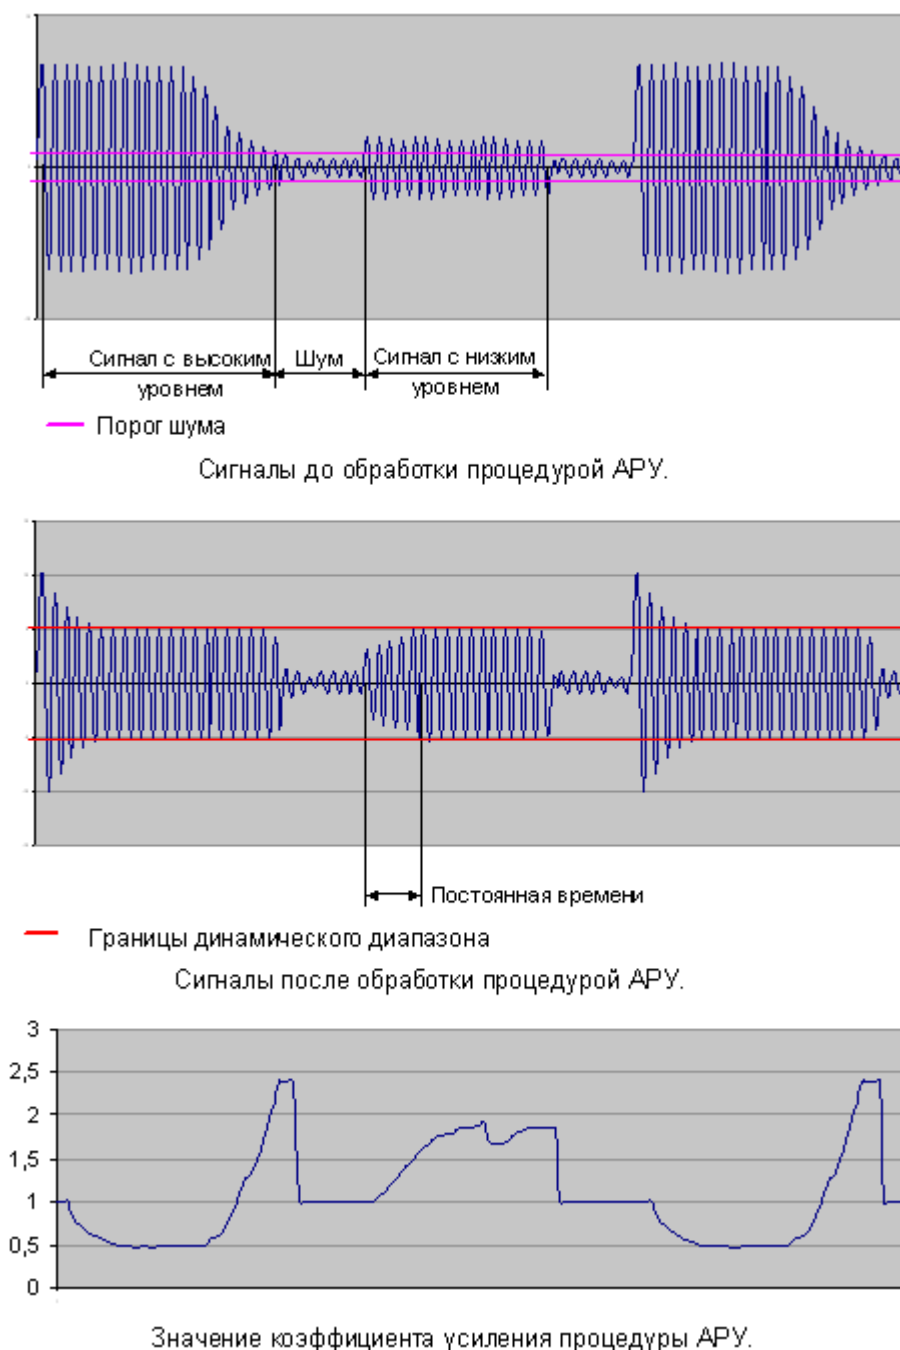 Сигнал с высоким
уровнем
Шум
Сигнал с низким
уровнем
Порог шума
Сигналы до обработки процедурой АРУ.
Постоянная времени
Границы динамического диапазона
Сигналы после обработки процедурой АРУ.
3
2,5
2
1,5
1
0,5
0
Значение коэффициента усиления процедуры АРУ.